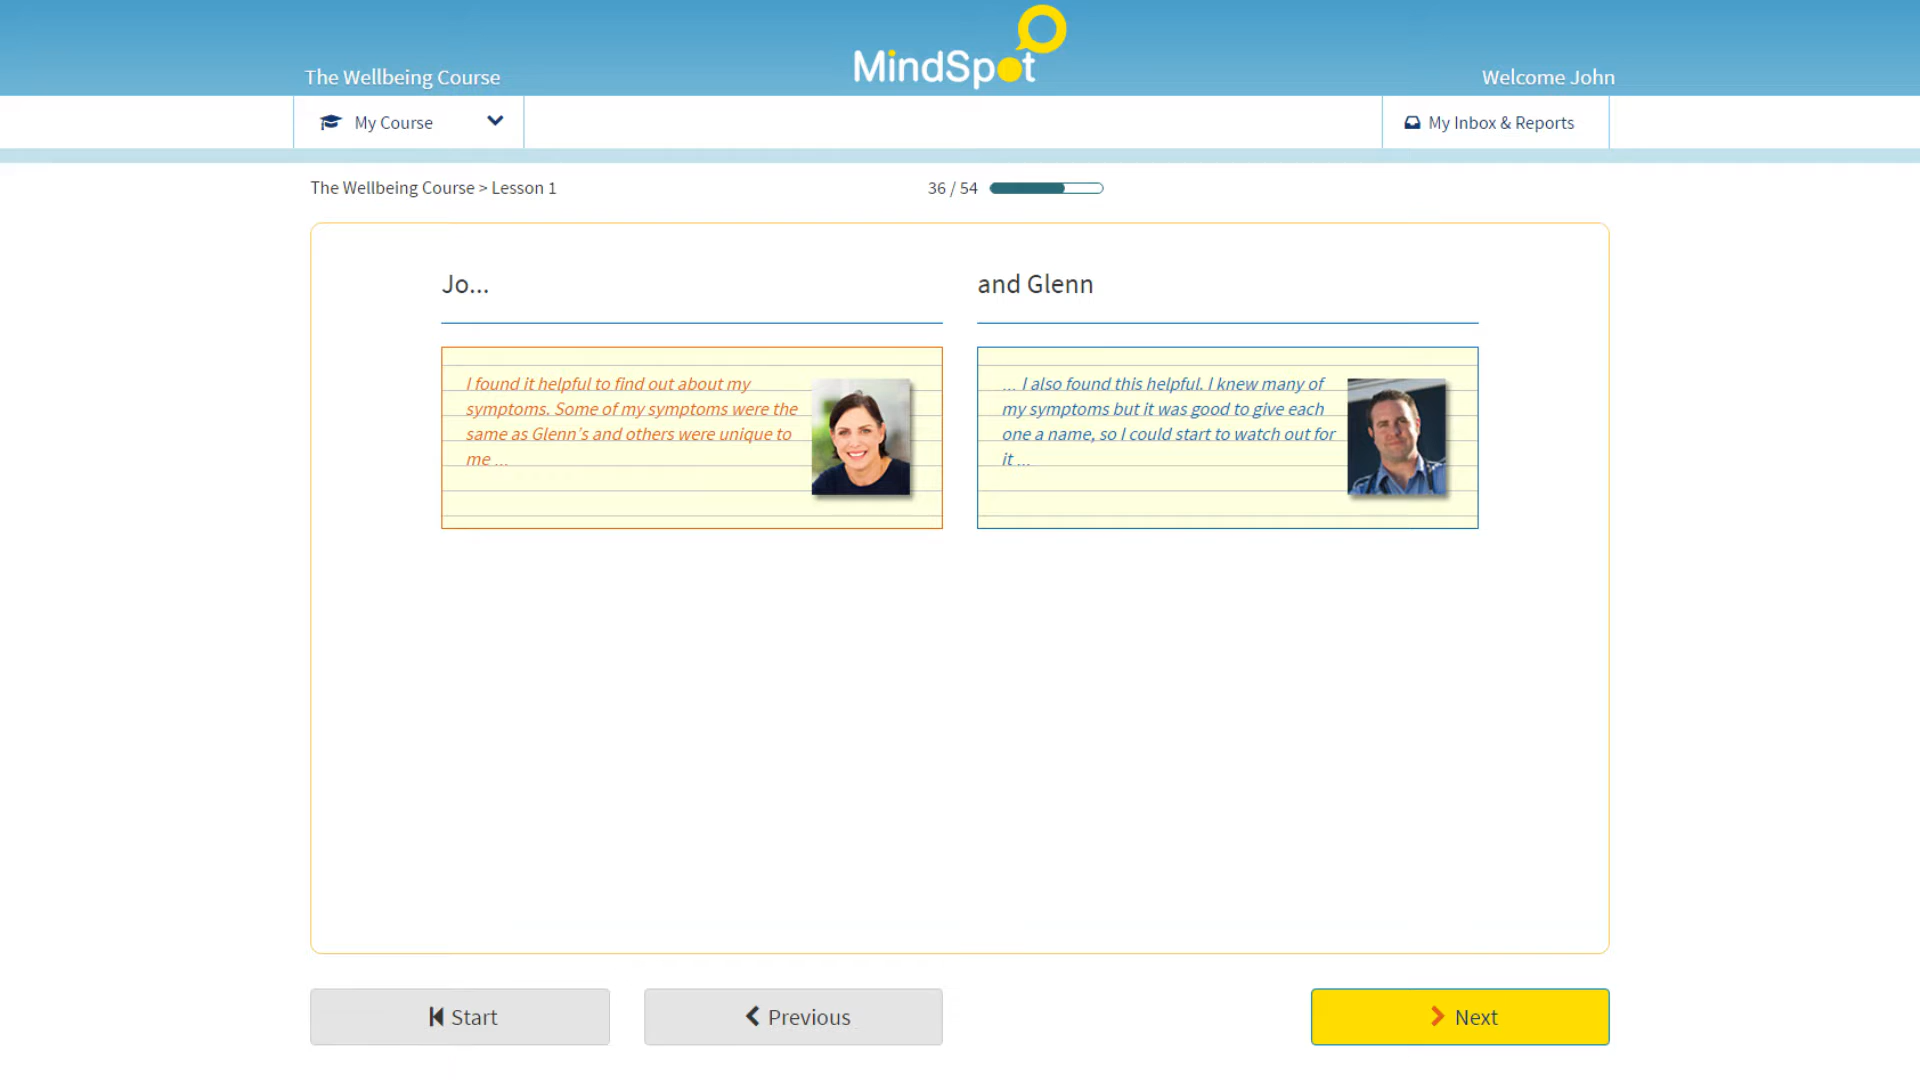 MindSpot
The Wellbeing Course
Welcome John
My Course
My Inbox & Reports
The Wellbeing Course > Lesson 1
36 / 54
Jo...
and Glenn
I found it helpful to find out about my
symptoms. Some of my symptoms were the
same as Glenn's and others were unique to
me ...
... I also found this helpful. I knew many of
my symptoms but it was good to give each
one a name, so I could start to watch out for
it ...
Start
Previous
Next